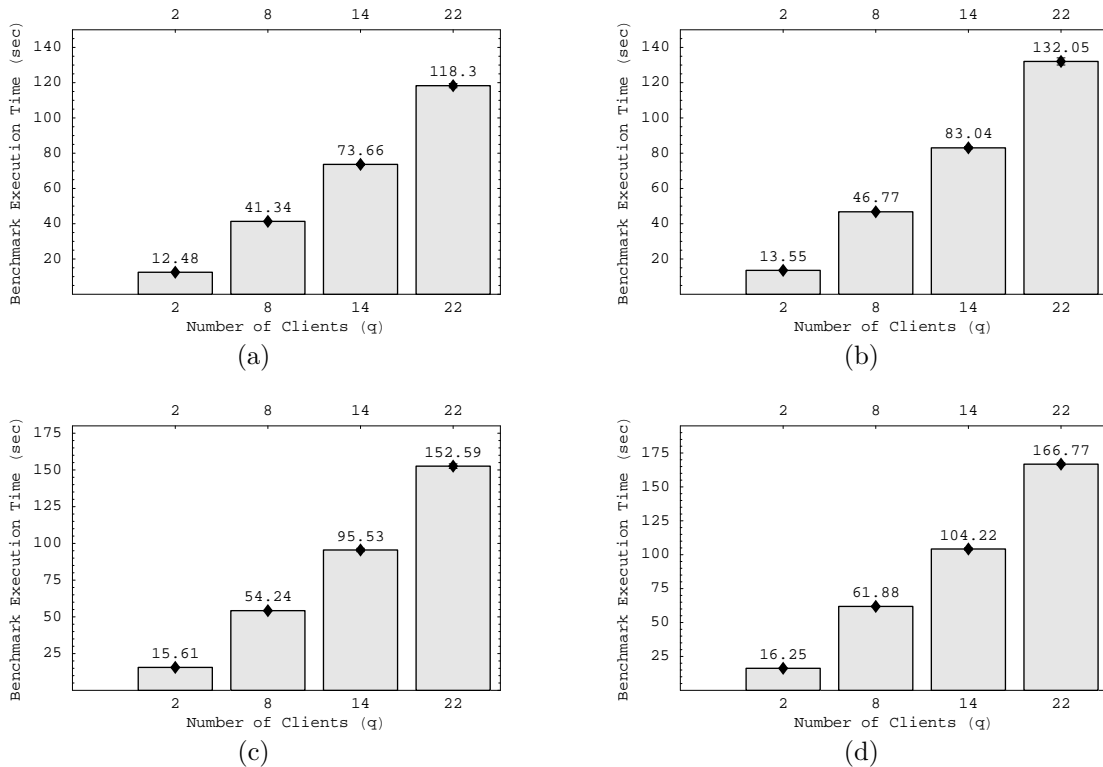 2 8 14 22
Benchmark Execution Time (sec)
140
120
100
80
60
40
20
12.48
41.34
73.66
118.3
2 8 14 22
Number of Clients (q)
(a)
2 8 14 22
Benchmark Execution Time (sec)
140
120
100
80
60
40
20
13.55
46.77
83.04
132.05
2 8 14 22
Number of Clients (q)
(b)
2 8 14 22
Benchmark Execution Time (sec)
175
150
125
100
75
50
25
15.61
54.24
95.53
152.59
2 8 14 22
Number of Clients (q)
(c)
2 8 14 22
Benchmark Execution Time (sec)
175
150
125
100
75
50
25
16.25
61.88
104.22
166.77
2 8 14 22
Number of Clients (q)
(d)